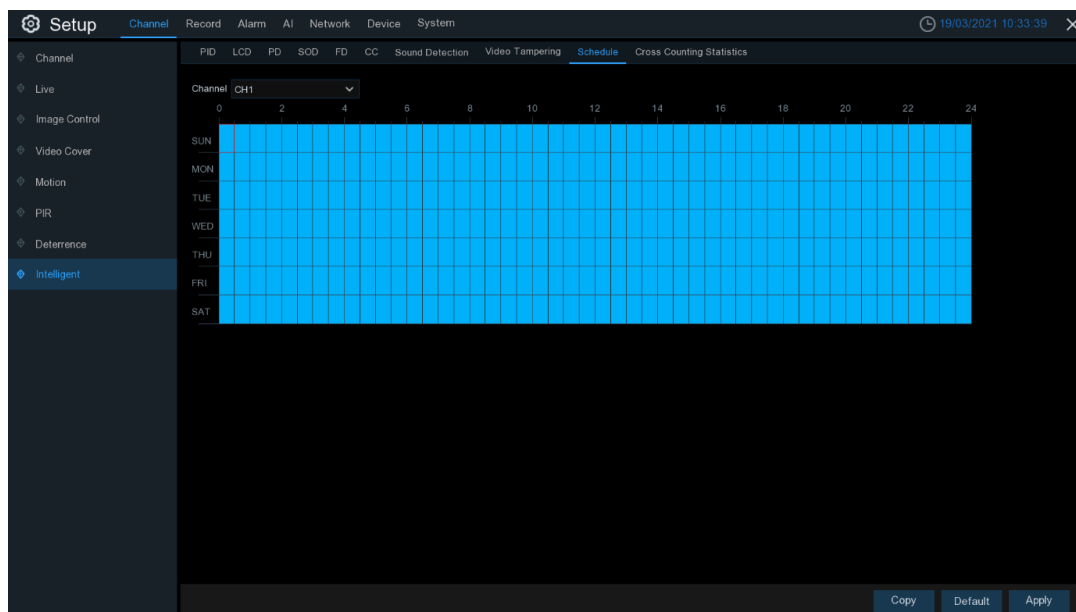 Setup Channel Record Alarm AI Network Device System 19/03/2021 10:33:39
PID LCD PD SOD FD CC Sound Detection Video Tampering Schedule Cross Counting Statistics
Channel
Live
Image Control
Video Cover
Motion
PIR
Deterrence
Intelligent
Channel CH1
0 2 4 6 8 10 12 14 16 18 20 22 24
SUN
MON
TUE
WED
THU
FRI
SAT
Copy Default Apply